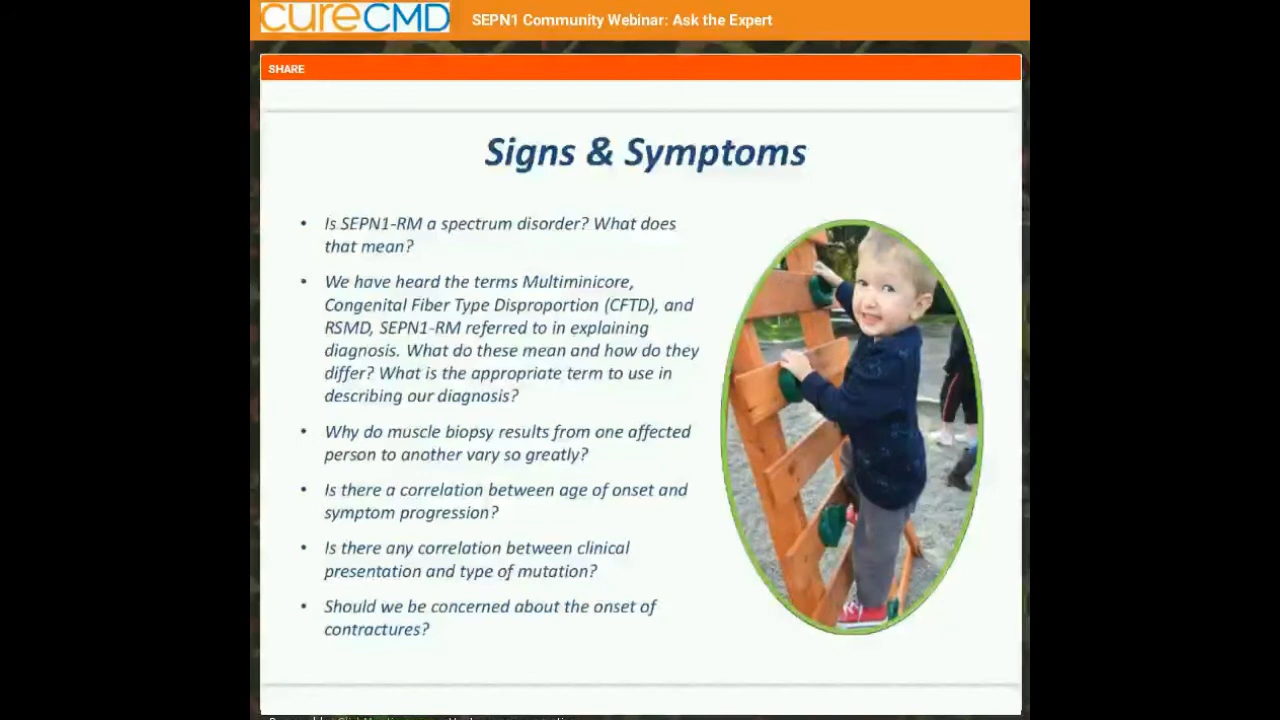 cureCMD SEPN1 Community Webinar: Ask the Expert
SHARE
Signs & Symptoms
• Is SEPN1-RM a spectrum disorder? What does
that mean?
• We have heard the terms Multiminicore,
Congenital Fiber Type Disproportion (CFTD), and
RSMD, SEPN1-RM referred to in explaining
diagnosis. What do these mean and how do they
differ? What is the appropriate term to use in
describing our diagnosis?
• Why do muscle biopsy results from one affected
person to another vary so greatly?
• Is there a correlation between age of onset and
symptom progression?
• Is there any correlation between clinical
presentation and type of mutation?
• Should we be concerned about the onset of
contractures?